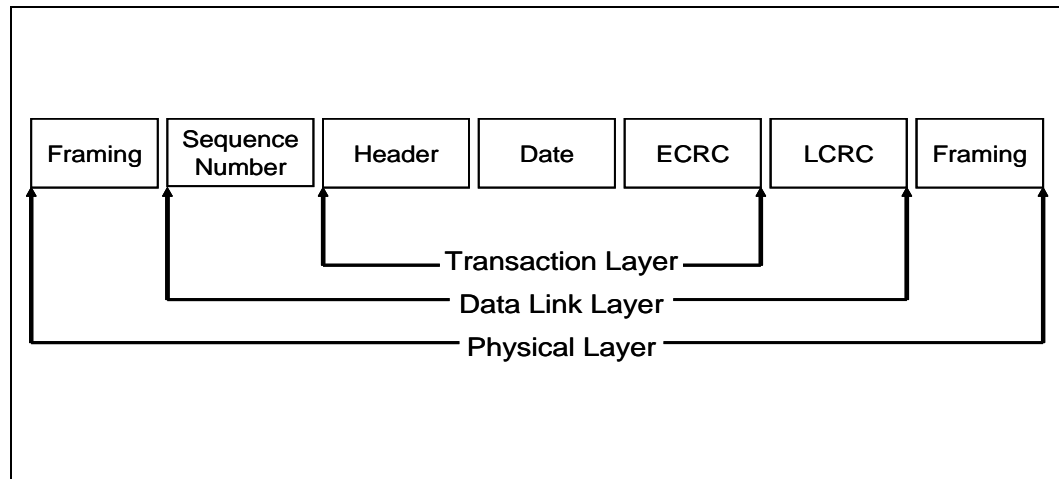 Framing
Sequence
Number
Header
Date
ECRC
LCRC
Framing
Transaction Layer
Data Link Layer
Physical Layer